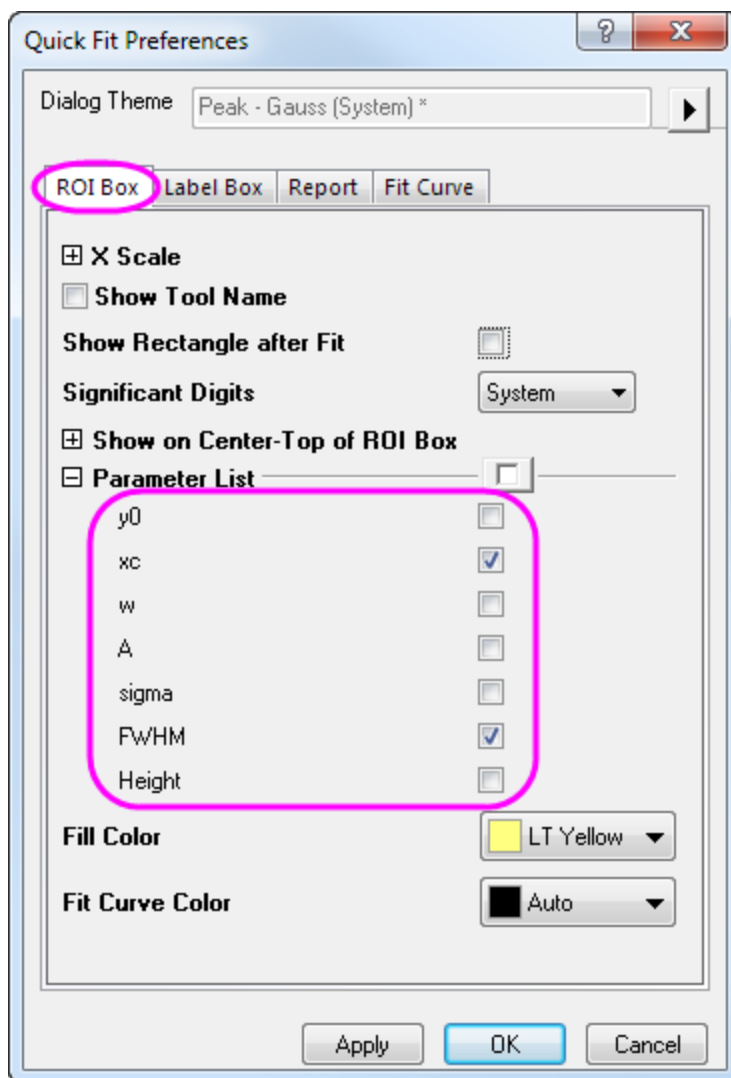 Quick Fit Preferences
Dialog Theme Peak - Gauss (System) *
ROI Box Label Box Report Fit Curve
X Scale
Show Tool Name
Show Rectangle after Fit
Significant Digits System
Show on Center-Top of ROI Box
Parameter List
y0
xc
w
A
sigma
FWHM
Height
Fill Color LT Yellow
Fit Curve Color Auto
Apply OK Cancel